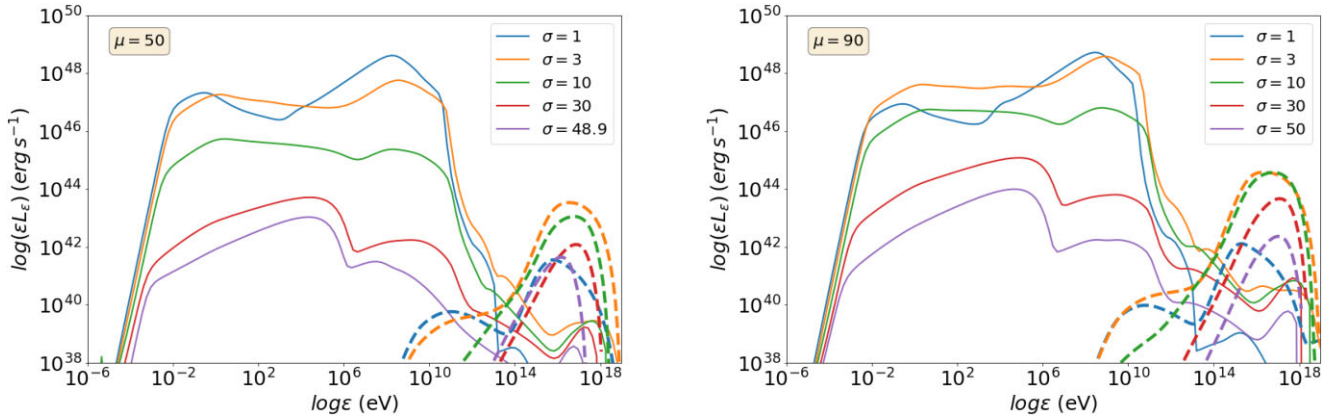 10^50
10^48
10^46
10^44
10^42
10^40
10^38
log(εL_ε) (erg s^−1)
μ = 50
σ = 1
σ = 3
σ = 10
σ = 30
σ = 48.9
10^−6 10^−2 10^2 10^6 10^10 10^14 10^18
logε (eV)
10^50
10^48
10^46
10^44
10^42
10^40
10^38
log(εL_ε) (erg s^−1)
μ = 90
σ = 1
σ = 3
σ = 10
σ = 30
σ = 50
10^−6 10^−2 10^2 10^6 10^10 10^14 10^18
logε (eV)